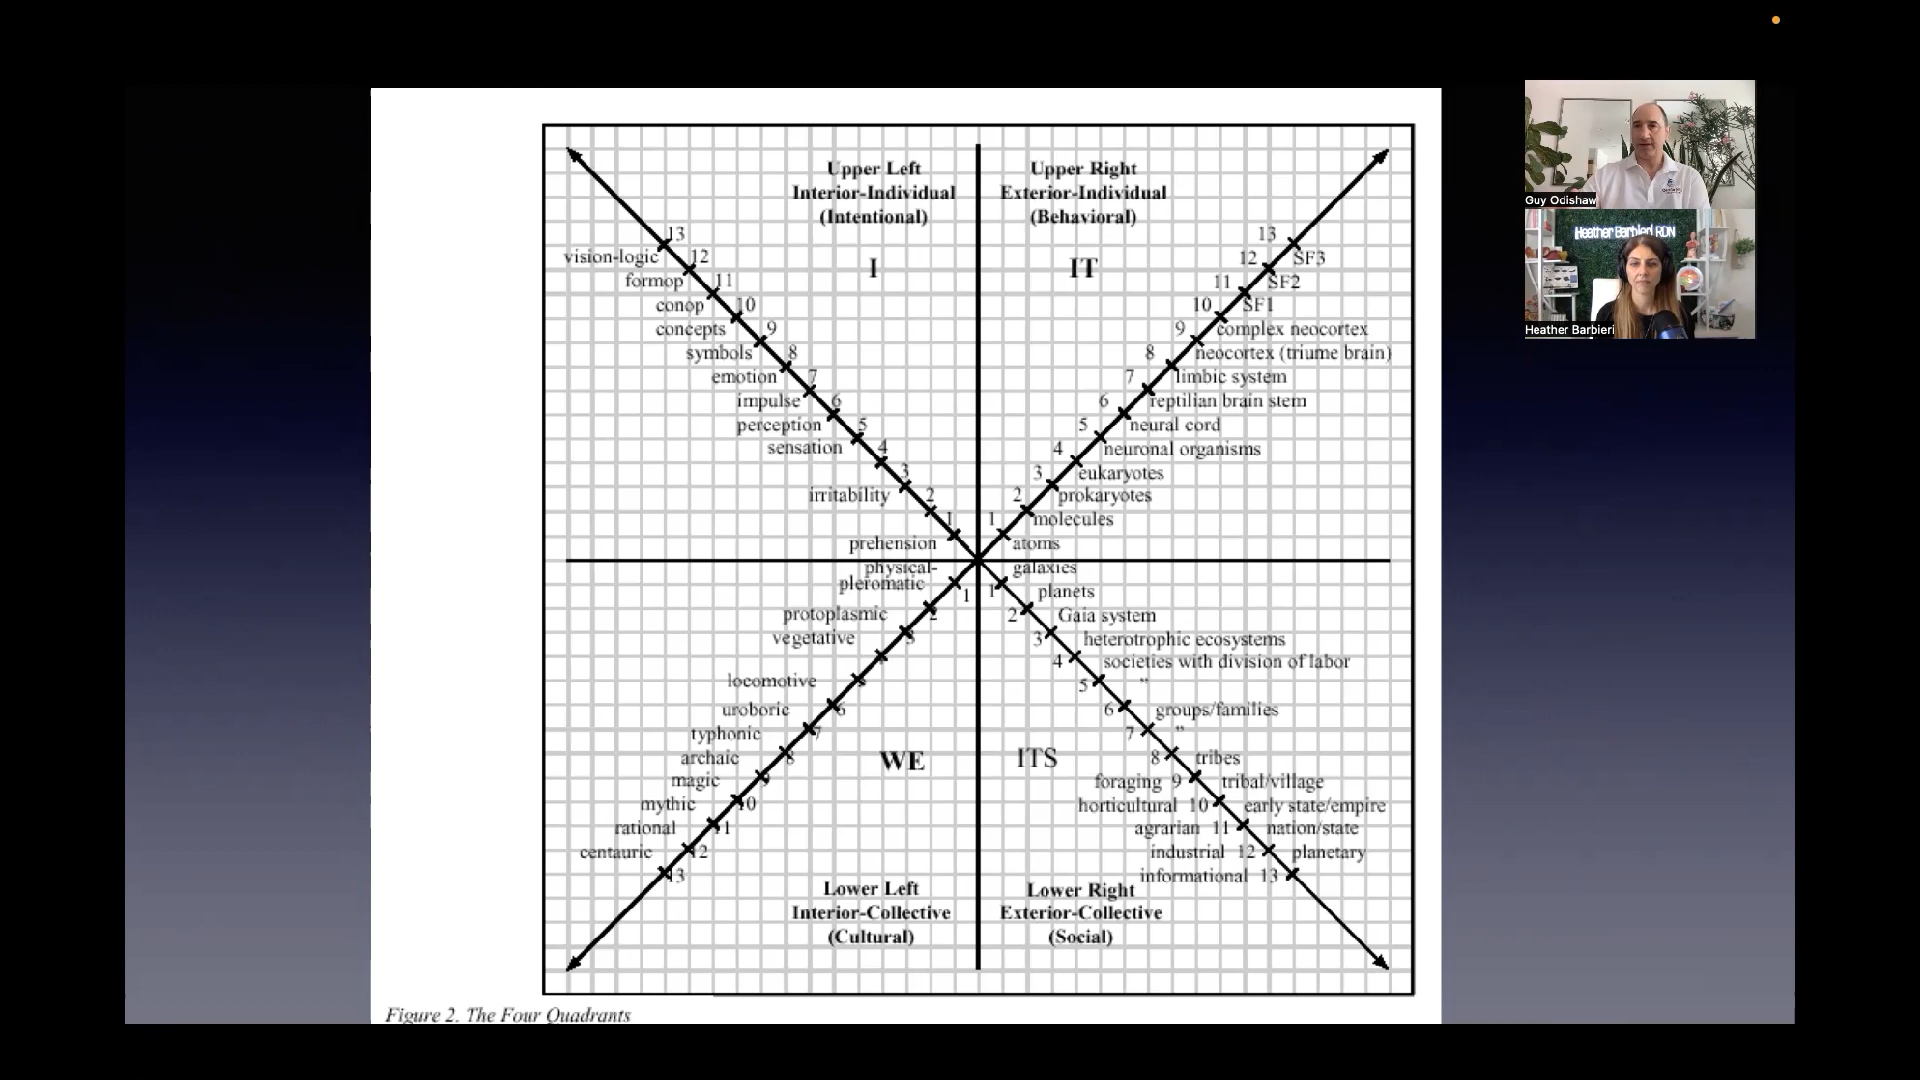 Upper Left
Interior-Individual
(Intentional)
I
Upper Right
Exterior-Individual
(Behavioral)
IT
13
vision-logic 12
formop 11
conop 10
concepts 9
symbols 8
emotion 7
impulse 6
perception 5
sensation 4
3
irritability 2
1
prehension
13
12 SF3
11 SF2
10 SF1
9 complex neocortex
8 neocortex (triume brain)
7 limbic system
6 reptilian brain stem
5 neural cord
4 neuronal organisms
3 eukaryotes
2 prokaryotes
1 molecules
atoms
physical-
pleromatic 1
protoplasmic 2
vegetative 3
locomotive
uroboric 6
typhonic 7
archaic 8
magic 9
mythic 10
rational 11
centauric 12
13
WE
Lower Left
Interior-Collective
(Cultural)
galaxies
1 planets
2 Gaia system
3 heterotrophic ecosystems
4 societies with division of labor
5 "
6 groups/families
7 "
8 tribes
foraging 9 tribal/village
horticultural 10 early state/empire
agrarian 11 nation/state
industrial 12 planetary
informational 13
ITS
Lower Right
Exterior-Collective
(Social)
Figure 2. The Four Quadrants
Guy Odishaw
Heather Barbieri RDN
Heather Barbieri